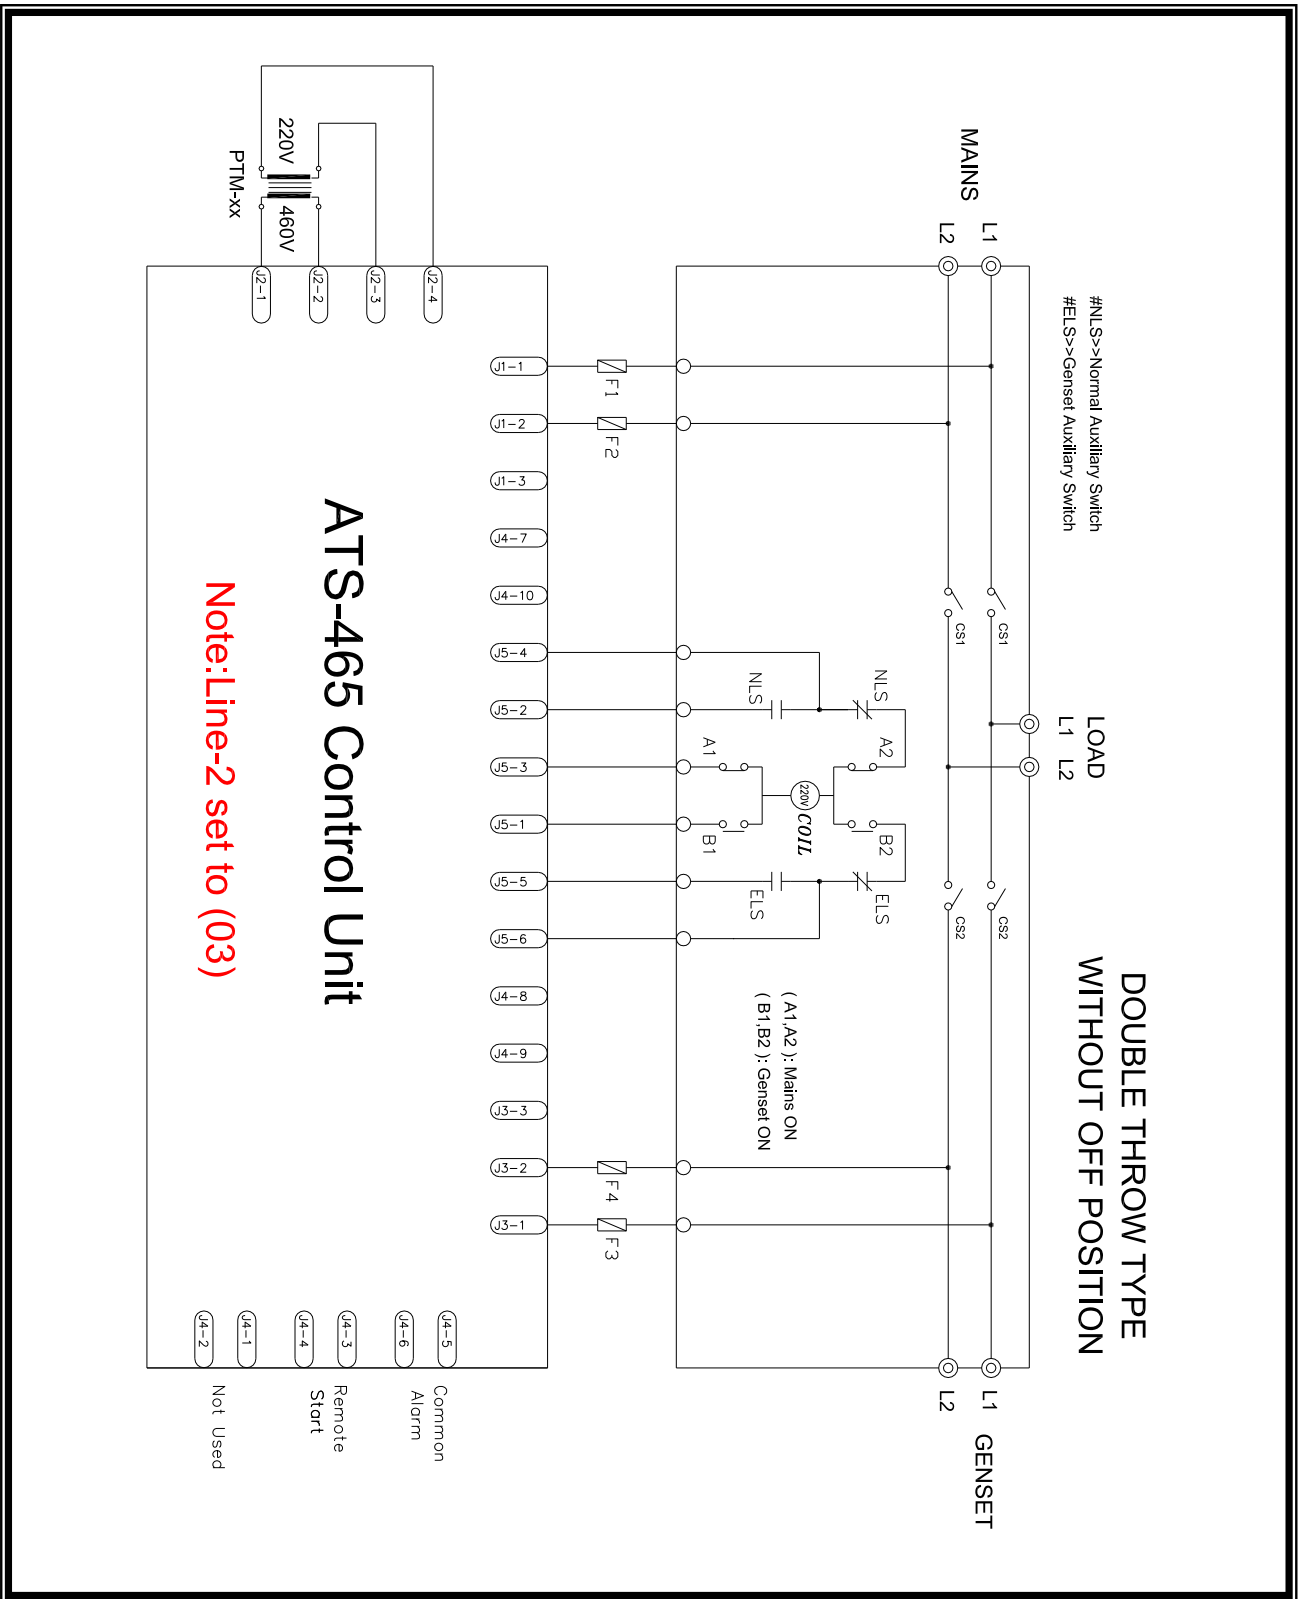 DOUBLE THROW TYPE
WITHOUT OFF POSITION
#NLS>>Normal Auxiliary Switch
#ELS>>Genset Auxiliary Switch
LOAD
L1 L2
MAINS
L1
L2
CS1
CS1
CS2
CS2
L1
L2
GENSET
NLS
NLS
A2
B2
ELS
ELS
220V
COIL
A1
B1
( A1,A2 ): Mains ON
( B1,B2 ): Genset ON
F1
F2
F4
F3
J1-1
J1-2
J1-3
J4-7
J4-10
J5-4
J5-2
J5-3
J5-1
J5-5
J5-6
J4-8
J4-9
J3-3
J3-2
J3-1
220V
460V
PTM-xx
J2-4
J2-3
J2-2
J2-1
ATS-465 Control Unit
Note:Line-2 set to (03)
J4-5
J4-6
J4-3
J4-4
J4-1
J4-2
Common
Alarm
Remote
Start
Not Used